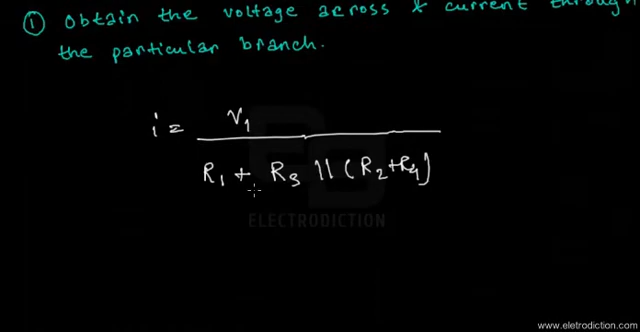 ① Obtain the voltage across & current through
the particular branch.
i = V₁ / R₁ + R₃ || (R₂+R₄)
ELECTRODICTION
www.eletrodiction.com